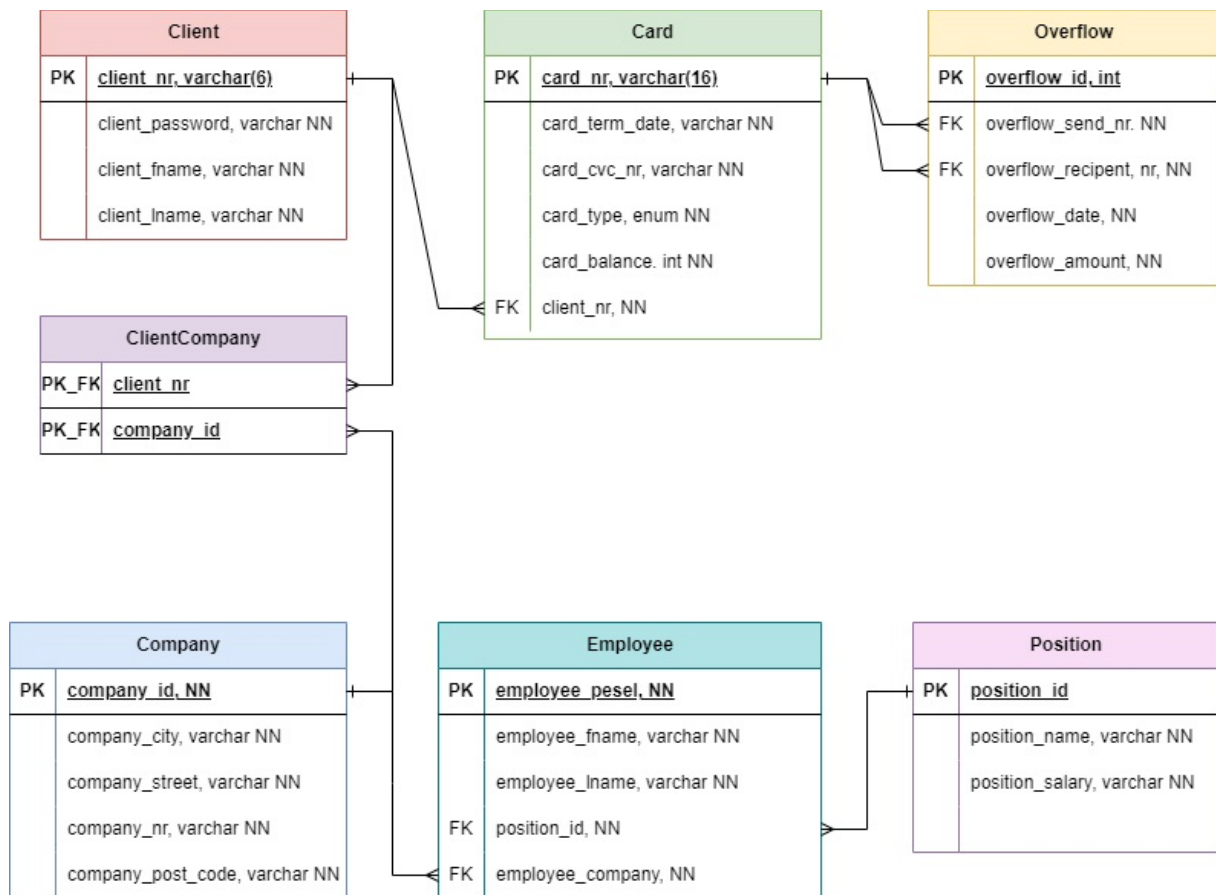 Client
PK client_nr, varchar(6)
client_password, varchar NN
client_fname, varchar NN
client_lname, varchar NN
Card
PK card_nr, varchar(16)
card_term_date, varchar NN
card_cvc_nr, varchar NN
card_type, enum NN
card_balance. int NN
FK client_nr, NN
Overflow
PK overflow_id, int
FK overflow_send_nr. NN
FK overflow_recipent, nr, NN
overflow_date, NN
overflow_amount, NN
ClientCompany
PK_FK client_nr
PK_FK company_id
Company
PK company_id, NN
company_city, varchar NN
company_street, varchar NN
company_nr, varchar NN
company_post_code, varchar NN
Employee
PK employee_pesel, NN
employee_fname, varchar NN
employee_lname, varchar NN
FK position_id, NN
FK employee_company, NN
Position
PK position_id
position_name, varchar NN
position_salary, varchar NN